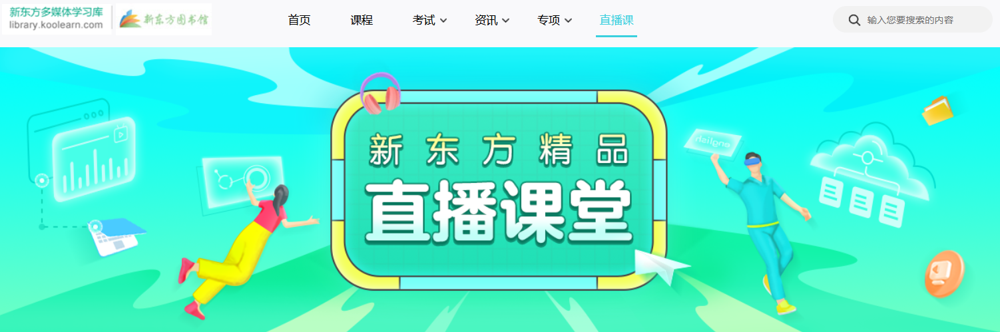 新东方多媒体学习库
library.koolearn.com
新东方图书馆
首页 课程 考试 资讯 专项 直播课
输入您要搜索的内容
新东方精品
直播课堂